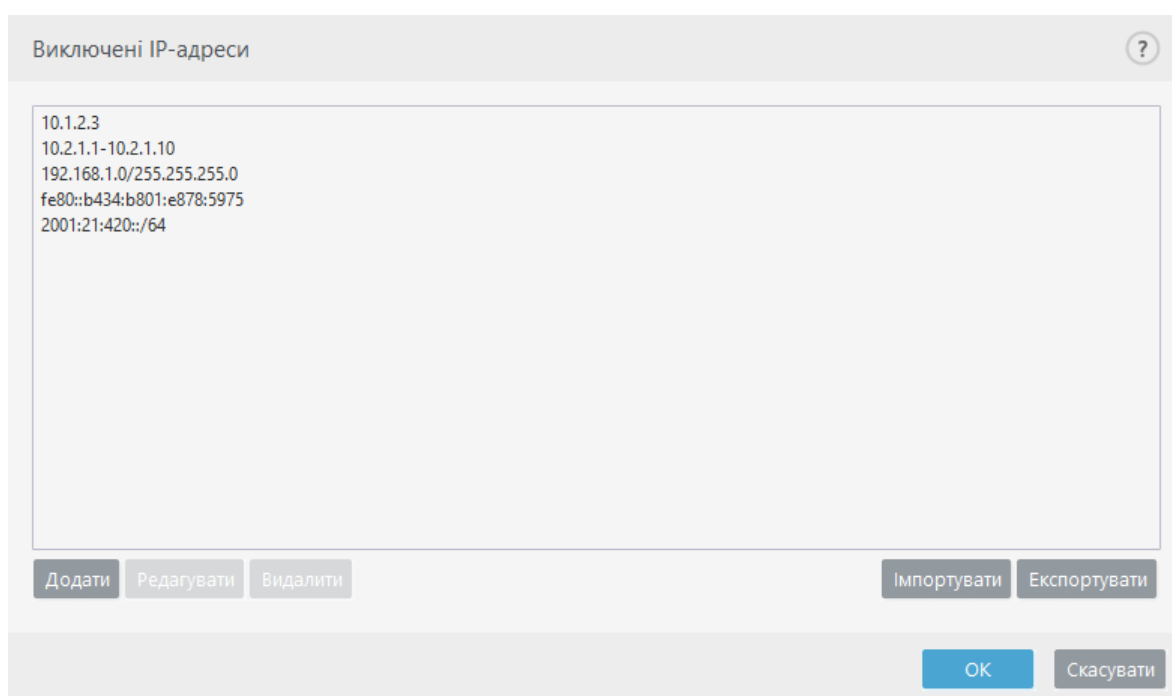 Виключені IP-адреси
?
10.1.2.3
10.2.1.1-10.2.1.10
192.168.1.0/255.255.255.0
fe80::b434:b801:e878:5975
2001:21:420::/64
Додати Редагувати Видалити Імпортувати Експортувати
ОК Скасувати